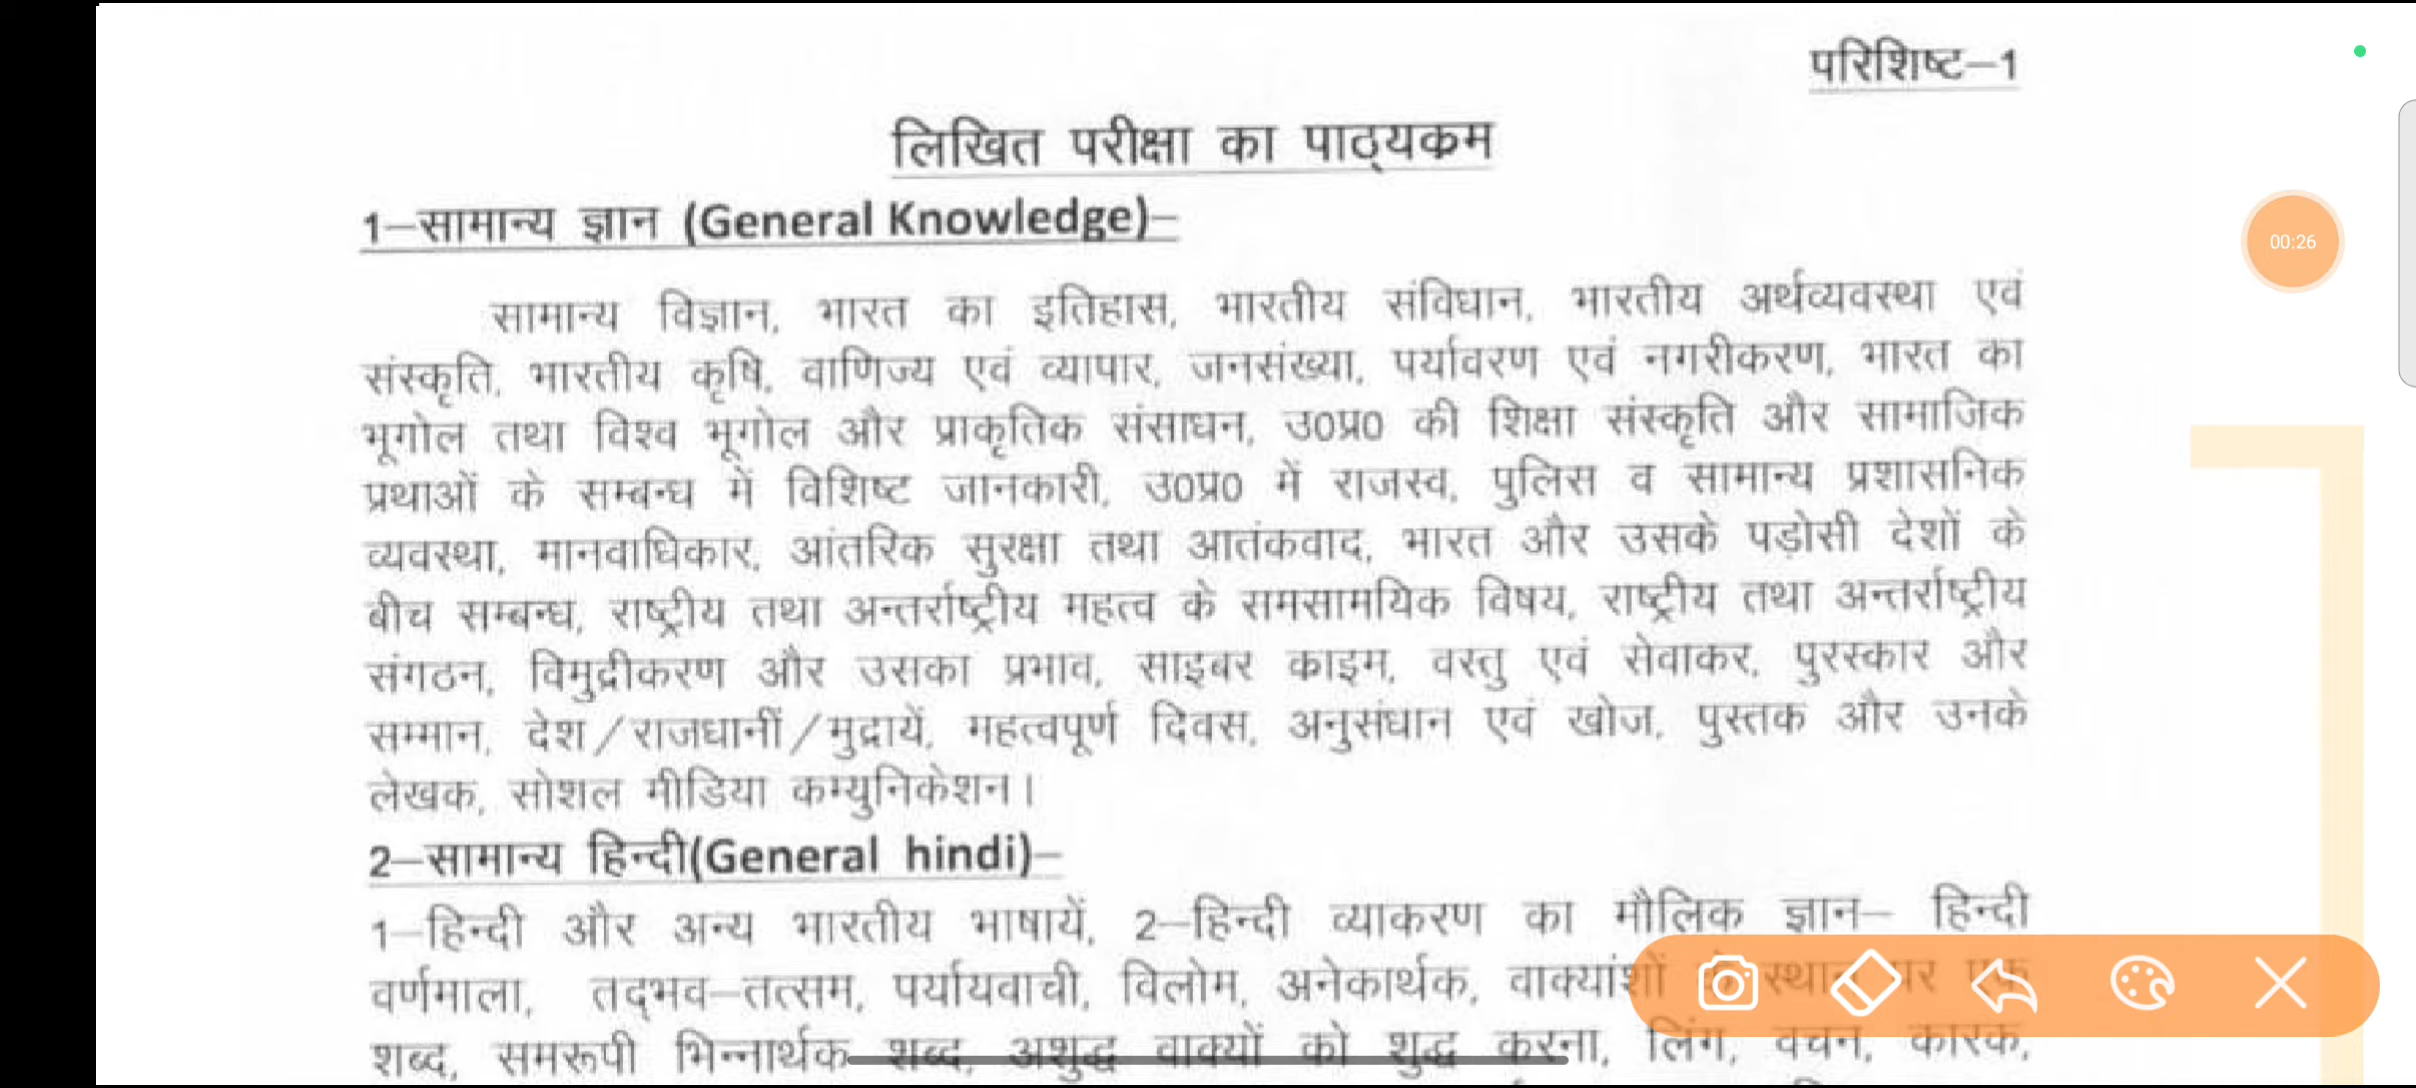 परिशिष्ट–1
लिखित परीक्षा का पाठ्यक्रम
1–सामान्य ज्ञान (General Knowledge)–
00:26
सामान्य विज्ञान, भारत का इतिहास, भारतीय संविधान, भारतीय अर्थव्यवस्था एवं
संस्कृति, भारतीय कृषि, वाणिज्य एवं व्यापार, जनसंख्या, पर्यावरण एवं नगरीकरण, भारत का
भूगोल तथा विश्व भूगोल और प्राकृतिक संसाधन, उ0प्र0 की शिक्षा संस्कृति और सामाजिक
प्रथाओं के सम्बन्ध में विशिष्ट जानकारी, उ0प्र0 में राजस्व, पुलिस व सामान्य प्रशासनिक
व्यवस्था, मानवाधिकार, आंतरिक सुरक्षा तथा आतंकवाद, भारत और उसके पड़ोसी देशों के
बीच सम्बन्ध, राष्ट्रीय तथा अन्तर्राष्ट्रीय महत्व के समसामयिक विषय, राष्ट्रीय तथा अन्तर्राष्ट्रीय
संगठन, विमुद्रीकरण और उसका प्रभाव, साइबर काइम, वस्तु एवं सेवाकर, पुरस्कार और
सम्मान, देश/राजधानीं/मुद्रायें, महत्वपूर्ण दिवस, अनुसंधान एवं खोज, पुस्तक और उनके
लेखक, सोशल मीडिया कम्युनिकेशन।
2–सामान्य हिन्दी(General hindi)–
1–हिन्दी और अन्य भारतीय भाषायें, 2–हिन्दी व्याकरण का मौलिक ज्ञान– हिन्दी
वर्णमाला, तद्भव–तत्सम, पर्यायवाची, विलोम, अनेकार्थक, वाक्यांशों के स्थान पर एक
शब्द, समरूपी भिन्नार्थक शब्द, अशुद्ध वाक्यों को शुद्ध करना, लिंग, वचन, कारक,